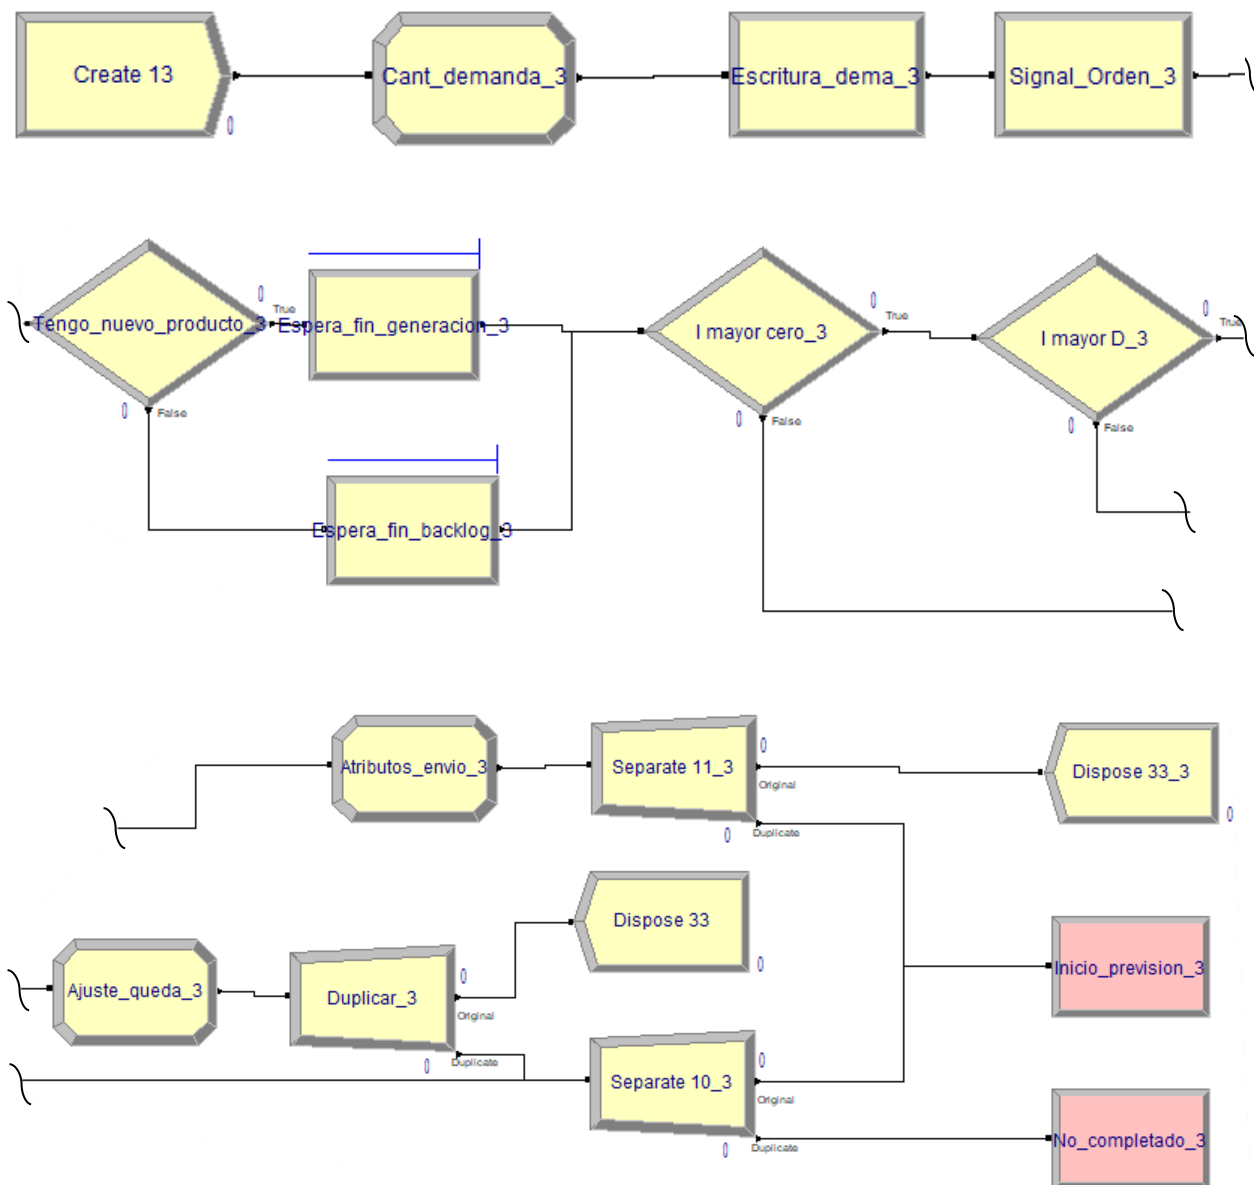 Create 13
0
Cant_demanda_3
Escritura_dema_3
Signal_Orden_3
Tengo_nuevo_producto_3
0
True
0
False
Espera_fin_generacion_3
Espera_fin_backlog_3
I mayor cero_3
0
True
0
False
I mayor D_3
0
True
0
False
Atributos_envio_3
Separate 11_3
0
Original
0
Duplicate
Dispose 33_3
0
Dispose 33
0
Ajuste_queda_3
Duplicar_3
0
Original
0
Duplicate
Inicio_prevision_3
Separate 10_3
0
Original
0
Duplicate
No_completado_3